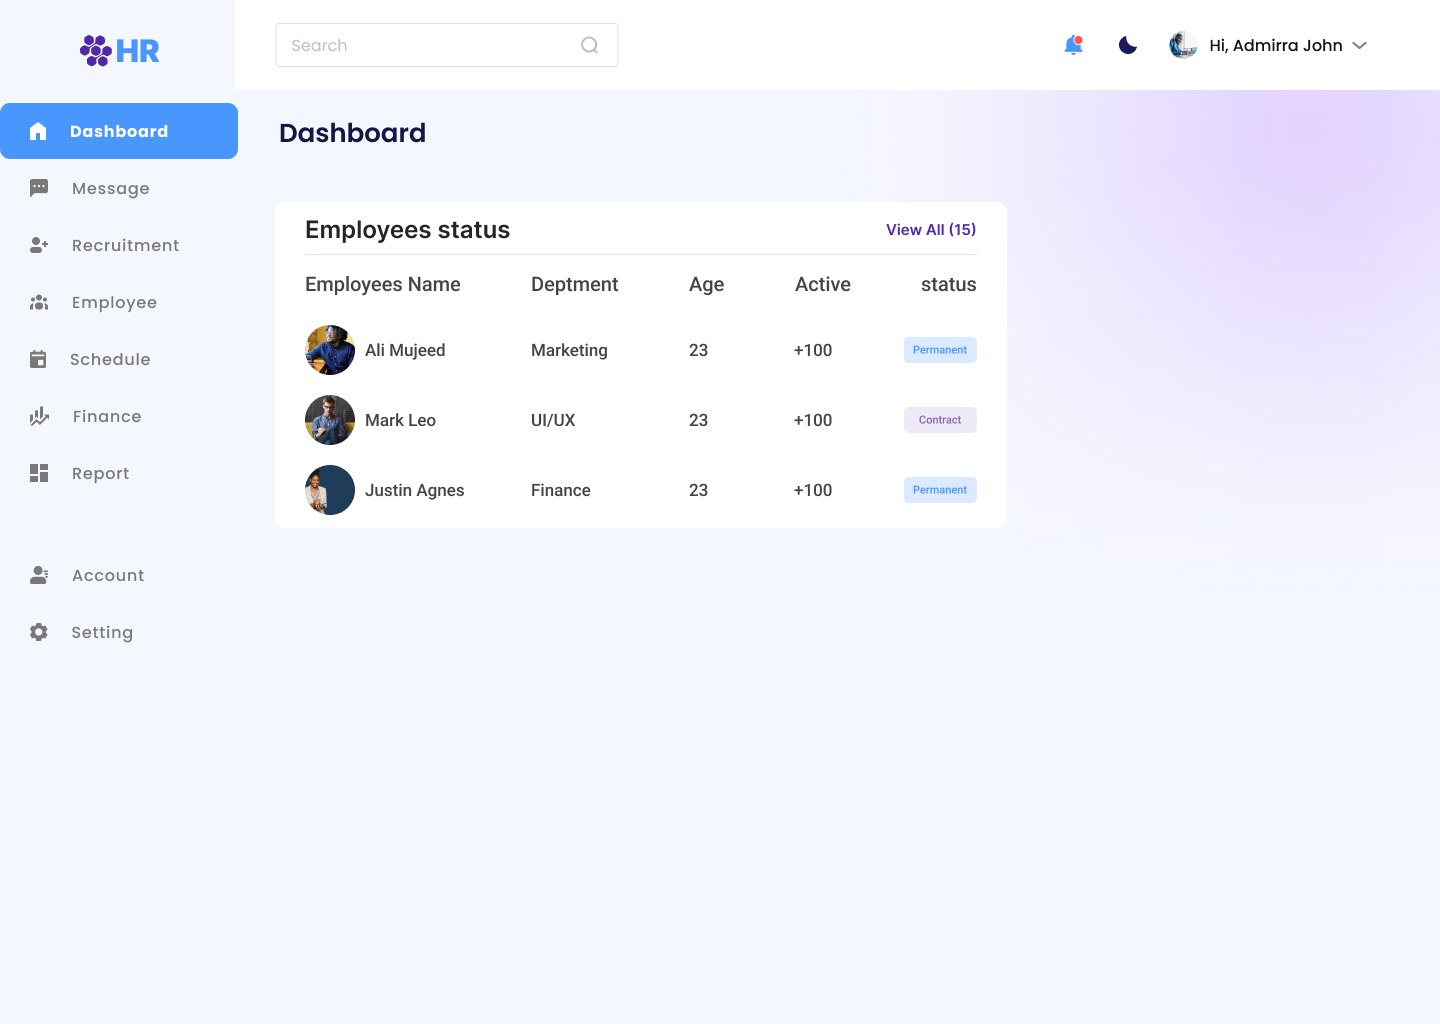 HR
Search
Hi, Admirra John
Dashboard
Message
Recruitment
Employee
Schedule
Finance
Report
Account
Setting
Dashboard
Employees status
View All (15)
Employees Name Deptment Age Active status
Ali Mujeed Marketing 23 +100 Permanent
Mark Leo UI/UX 23 +100 Contract
Justin Agnes Finance 23 +100 Permanent